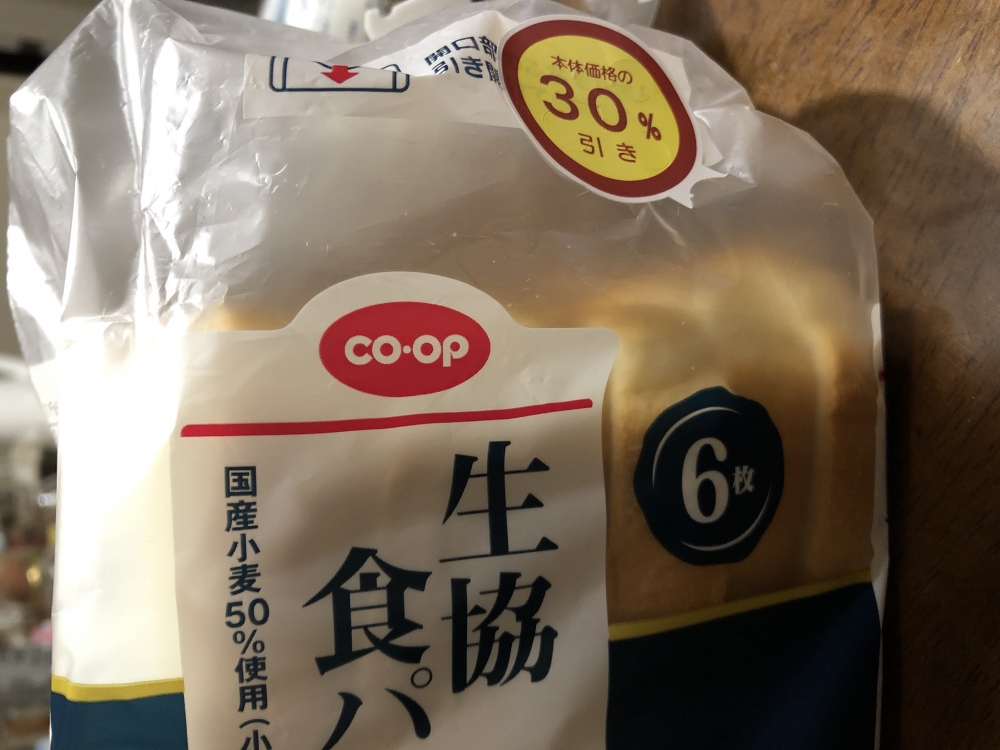 開口部
引き開
本体価格の
30%
引き
CO·OP
生協
食パ
国産小麦50%使用(小
6枚